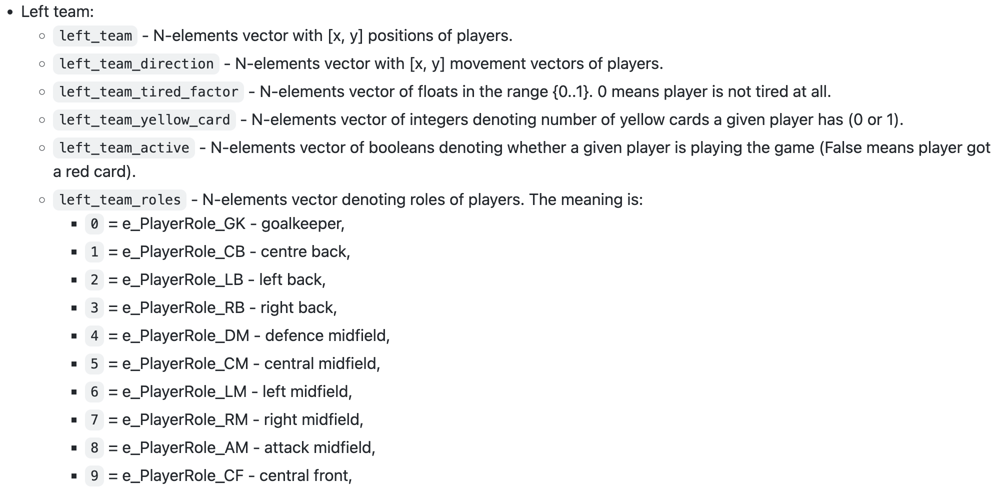 • Left team:
○ left_team - N-elements vector with [x, y] positions of players.
○ left_team_direction - N-elements vector with [x, y] movement vectors of players.
○ left_team_tired_factor - N-elements vector of floats in the range {0..1}. 0 means player is not tired at all.
○ left_team_yellow_card - N-elements vector of integers denoting number of yellow cards a given player has (0 or 1).
○ left_team_active - N-elements vector of booleans denoting whether a given player is playing the game (False means player got
a red card).
○ left_team_roles - N-elements vector denoting roles of players. The meaning is:
▪ 0 = e_PlayerRole_GK - goalkeeper,
▪ 1 = e_PlayerRole_CB - centre back,
▪ 2 = e_PlayerRole_LB - left back,
▪ 3 = e_PlayerRole_RB - right back,
▪ 4 = e_PlayerRole_DM - defence midfield,
▪ 5 = e_PlayerRole_CM - central midfield,
▪ 6 = e_PlayerRole_LM - left midfield,
▪ 7 = e_PlayerRole_RM - right midfield,
▪ 8 = e_PlayerRole_AM - attack midfield,
▪ 9 = e_PlayerRole_CF - central front,